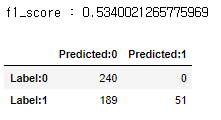 f1_score : 0.5340021265775969
Predicted:0 Predicted:1
Label:0 240 0
Label:1 189 51